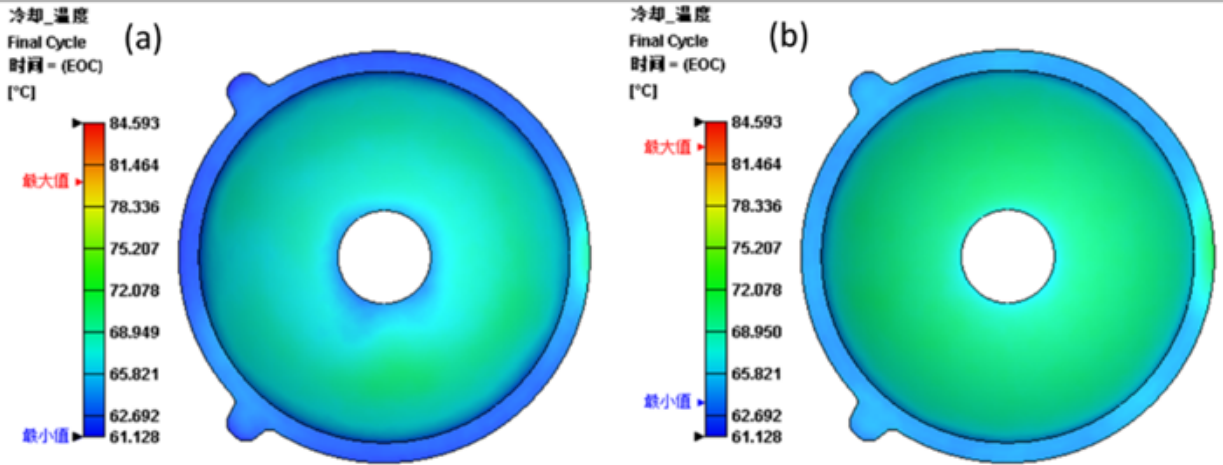 冷却_温度
Final Cycle
时间 = (EOC)
[°C]
(a)
84.593
81.464
最大值
78.336
75.207
72.078
68.949
65.821
62.692
最小值
61.128
冷却_温度
Final Cycle
时间 = (EOC)
[°C]
(b)
84.593
最大值
81.464
78.336
75.207
72.078
68.950
65.821
最小值
62.692
61.128